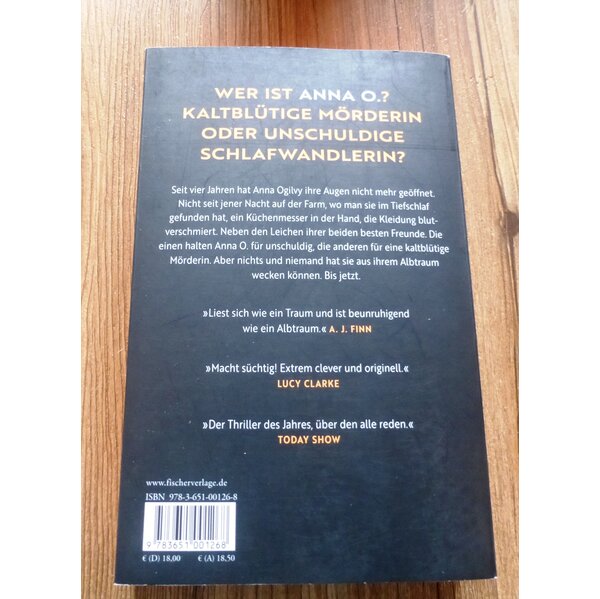 WER IST ANNA O.?
KALTBLÜTIGE MÖRDERIN
ODER UNSCHULDIGE
SCHLAFWANDLERIN?
Seit vier Jahren hat Anna Ogilvy ihre Augen nicht mehr geöffnet.
Nicht seit jener Nacht auf der Farm, wo man sie im Tiefschlaf
gefunden hat, ein Küchenmesser in der Hand, die Kleidung blut-
verschmiert. Neben den Leichen ihrer beiden besten Freunde. Die
einen halten Anna O. für unschuldig, die anderen für eine kaltblütige
Mörderin. Aber nichts und niemand hat sie aus ihrem Albtraum
wecken können. Bis jetzt.
»Liest sich wie ein Traum und ist beunruhigend
wie ein Albtraum.« A. J. FINN
»Macht süchtig! Extrem clever und originell.«
LUCY CLARKE
»Der Thriller des Jahres, über den alle reden.«
TODAY SHOW
www.fischerverlage.de
ISBN 978-3-651-00126-8
9 783651 001268
€ (D) 18,00 € (A) 18,50